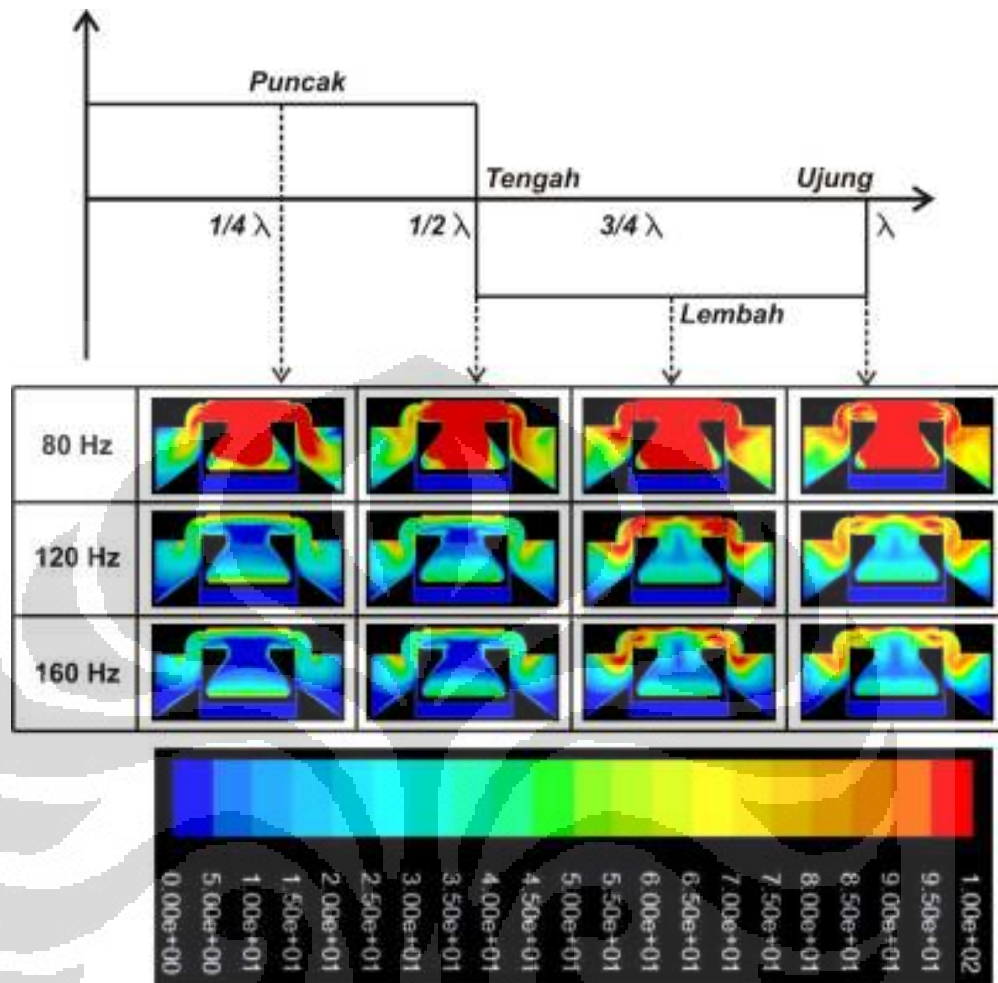 Puncak
Tengah
Ujung
1/4 λ
1/2 λ
3/4 λ
λ
Lembah
80 Hz
120 Hz
160 Hz
0.00e+00
5.00e+00
1.00e+01
1.50e+01
2.00e+01
2.50e+01
3.00e+01
3.50e+01
4.00e+01
4.50e+01
5.00e+01
5.50e+01
6.00e+01
6.50e+01
7.00e+01
7.50e+01
8.00e+01
8.50e+01
9.00e+01
9.50e+01
1.00e+02